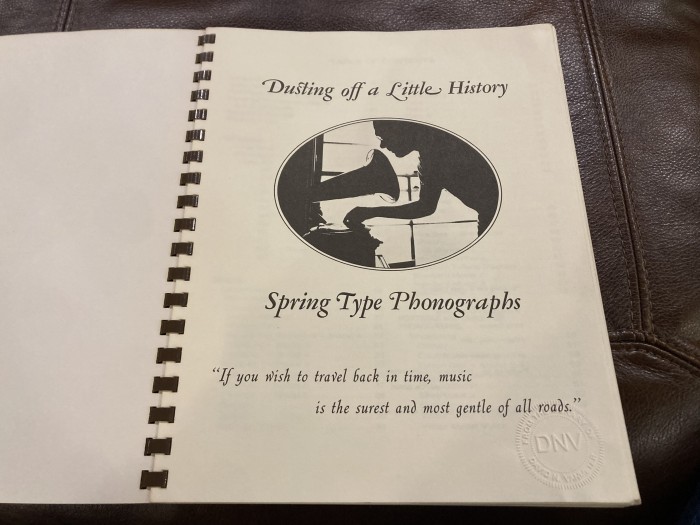 Dusting off a Little History
Spring Type Phonographs
“If you wish to travel back in time, music
is the surest and most gentle of all roads.”
DNV